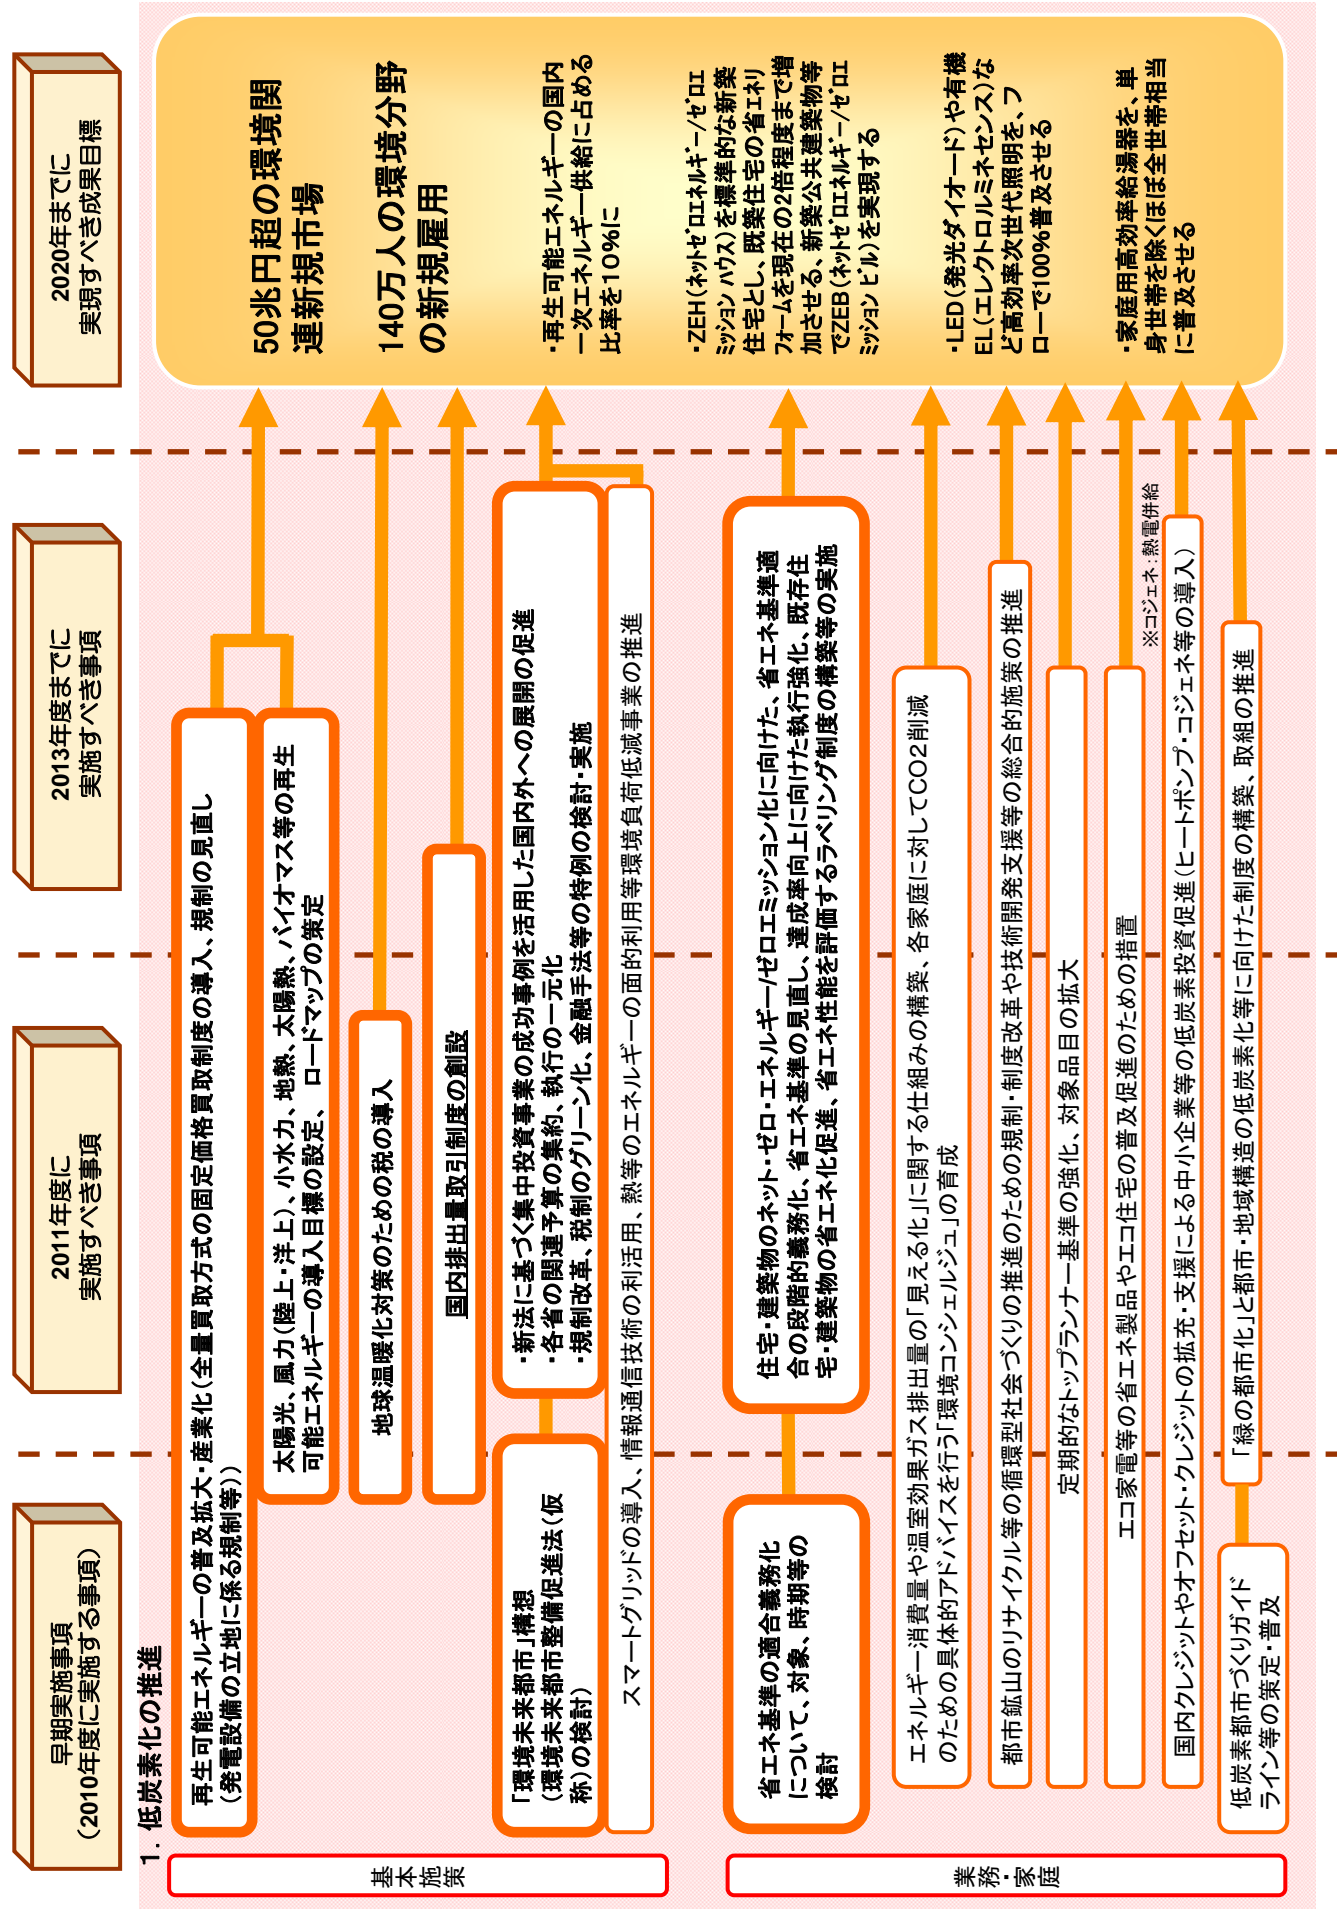 早期実施事項
（2010年度に実施する事項）
2011年度に
実施すべき事項
2013年度までに
実施すべき事項
2020年までに
実現すべき成果目標
1．低炭素化の推進
基本施策
再生可能エネルギーの普及拡大・産業化（全量買取方式の固定価格買取制度の導入、規制の見直し
（発電設備の立地に係る規制等））
太陽光、風力（陸上・洋上）、小水力、地熱、太陽熱、バイオマス等の再生
可能エネルギーの導入目標の設定、ロードマップの策定
地球温暖化対策のための税の導入
国内排出量取引制度の創設
「環境未来都市」構想
（環境未来都市整備促進法（仮
称）の検討）
・新法に基づく集中投資事業の成功事例を活用した国内外への展開の促進
・各省の関連予算の集約、執行の一元化
・規制改革、税制のグリーン化、金融手法等の特例の検討・実施
スマートグリッドの導入、情報通信技術の利活用、熱等のエネルギーの面的利用等環境負荷低減事業の推進
業務・家庭
省エネ基準の適合義務化
について、対象、時期等の
検討
住宅・建築物のネット・ゼロ・エネルギー/ゼロエミッション化に向けた、省エネ基準適
合の段階的義務化、省エネ基準の見直し、達成率向上に向けた執行強化、既存住
宅・建築物の省エネ化促進、省エネ性能を評価するラベリング制度の構築等の実施
エネルギー消費量や温室効果ガス排出量の「見える化」に関する仕組みの構築、各家庭に対してCO2削減
のための具体的アドバイスを行う「環境コンシェルジュ」の育成
都市鉱山のリサイクル等の循環型社会づくりの推進のための規制・制度改革や技術開発支援等の総合的施策の推進
定期的なトップランナー基準の強化、対象品目の拡大
エコ家電等の省エネ製品やエコ住宅の普及促進のための措置
※コジェネ：熱電併給
国内クレジットやオフセット・クレジットの拡充・支援による中小企業等の低炭素投資促進（ヒートポンプ・コジェネ等の導入）
低炭素都市づくりガイド
ライン等の策定・普及
「緑の都市化」と都市・地域構造の低炭素化等に向けた制度の構築、取組の推進
50兆円超の環境関
連新規市場
140万人の環境分野
の新規雇用
・再生可能エネルギーの国内
一次エネルギー供給に占める
比率を10％に
・ZEH（ネットゼロエネルギー/ゼロエ
ミッション ハウス）を標準的な新築
住宅とし、既築住宅の省エネリ
フォームを現在の2倍程度まで増
加させる、新築公共建築物等
でZEB（ネットゼロエネルギー/ゼロエ
ミッション ビル）を実現する
・LED（発光ダイオード）や有機
EL（エレクトロルミネセンス）な
ど高効率次世代照明を、フ
ローで100％普及させる
・家庭用高効率給湯器を、単
身世帯を除くほぼ全世帯相当
に普及させる